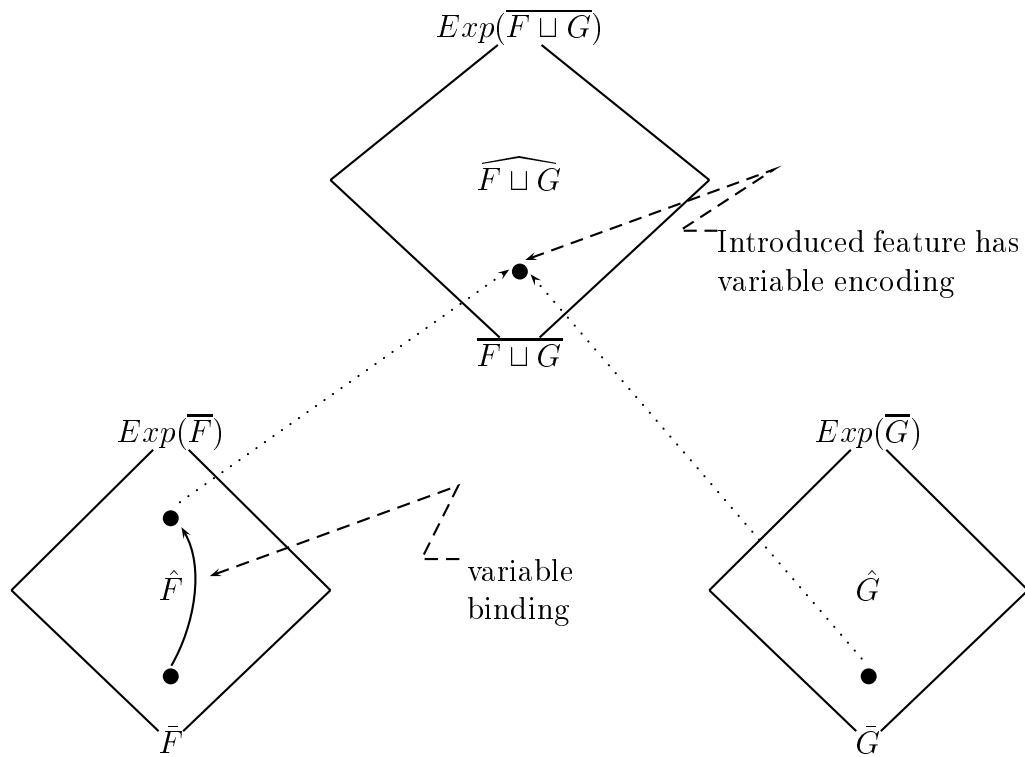 Exp(F̅ ̅⊔̅ ̅G̅)
F ⊔ G^
Introduced feature has
variable encoding
F̅ ̅⊔̅ ̅G̅
Exp(F̅)
Exp(G̅)
variable
binding
F̂
Ĝ
F̄
Ḡ